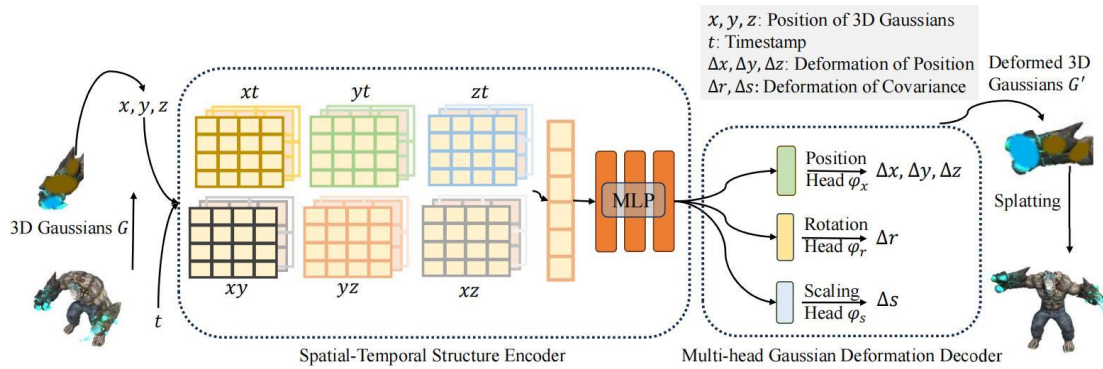 x, y, z: Position of 3D Gaussians
t: Timestamp
Δx, Δy, Δz: Deformation of Position
Δr, Δs: Deformation of Covariance
x, y, z
3D Gaussians G
t
xt
yt
zt
xy
yz
xz
MLP
Spatial-Temporal Structure Encoder
Position
Head φx
Δx, Δy, Δz
Rotation
Head φr
Δr
Scaling
Head φs
Δs
Multi-head Gaussian Deformation Decoder
Deformed 3D
Gaussians G′
Splatting